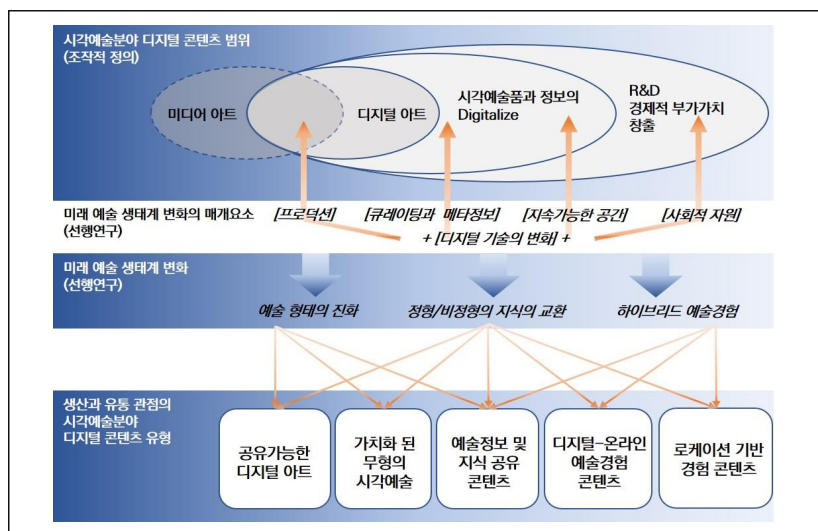 시각예술분야 디지털 콘텐츠 범위
(조작적 정의)
미디어 아트
디지털 아트
시각예술품과 정보의
Digitalize
R&D
경제적 부가가치
창출
미래 예술 생태계 변화의 매개요소
(선행연구)
[프로덕션]
[큐레이팅과 메타정보]
[지속가능한 공간]
[사회적 자원]
+ [디지털 기술의 변화] +
미래 예술 생태계 변화
(선행연구)
예술 형태의 진화
정형/비정형의 지식의 교환
하이브리드 예술경험
생산과 유통 관점의
시각예술분야
디지털 콘텐츠 유형
공유가능한
디지털 아트
가치화 된
무형의
시각예술
예술정보 및
지식 공유
콘텐츠
디지털-온라인
예술경험
콘텐츠
로케이션 기반
경험 콘텐츠